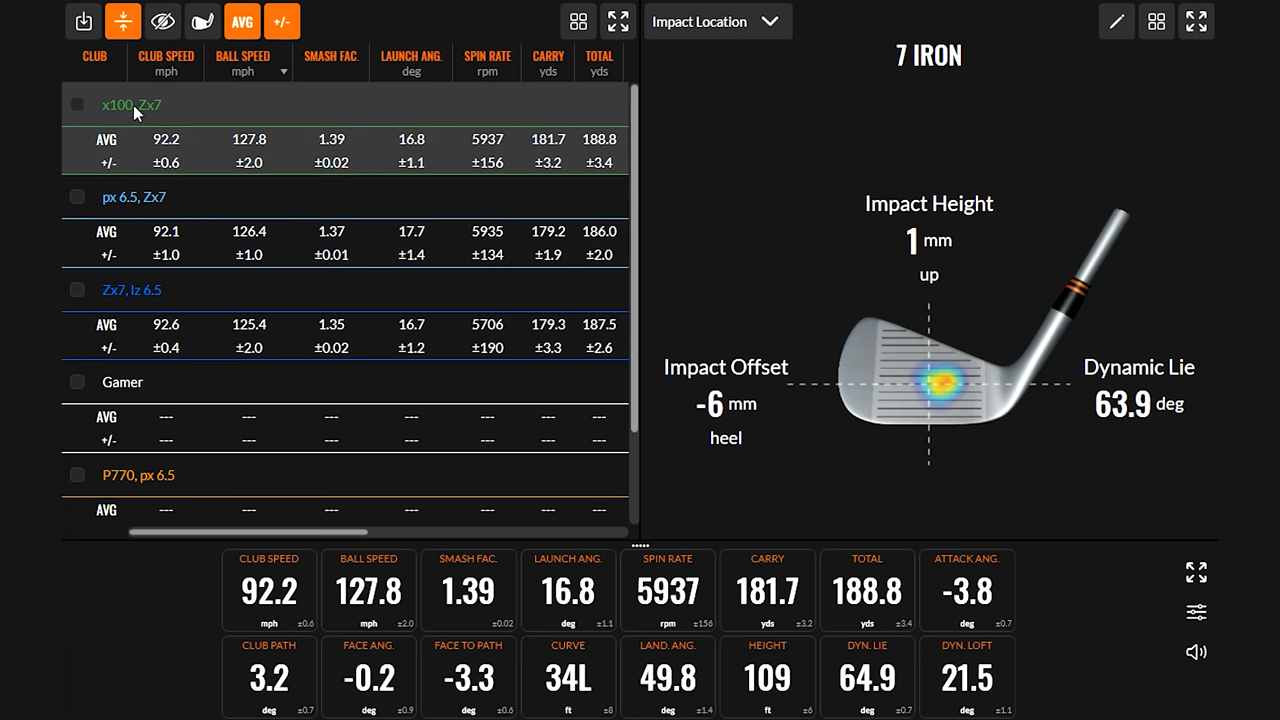 AVG +/- Impact Location
7 IRON
CLUB CLUB SPEED BALL SPEED SMASH FAC. LAUNCH ANG. SPIN RATE CARRY TOTAL
mph mph deg rpm yds yds
x100, Zx7
AVG 92.2 127.8 1.39 16.8 5937 181.7 188.8
+/- ±0.6 ±2.0 ±0.02 ±1.1 ±156 ±3.2 ±3.4
px 6.5, Zx7
AVG 92.1 126.4 1.37 17.7 5935 179.2 186.0
+/- ±1.0 ±1.0 ±0.01 ±1.4 ±134 ±1.9 ±2.0
Zx7, lz 6.5
AVG 92.6 125.4 1.35 16.7 5706 179.3 187.5
+/- ±0.4 ±2.0 ±0.02 ±1.2 ±190 ±3.3 ±2.6
Gamer
AVG --- --- --- --- --- --- ---
+/- --- --- --- --- --- --- ---
P770, px 6.5
AVG --- --- --- --- --- --- ---
Impact Height
1 mm
up
Impact Offset
-6 mm
heel
Dynamic Lie
63.9 deg
CLUB SPEED BALL SPEED SMASH FAC. LAUNCH ANG. SPIN RATE CARRY TOTAL ATTACK ANG.
92.2 127.8 1.39 16.8 5937 181.7 188.8 -3.8
mph ±0.6 mph ±2.0 ±0.02 deg ±1.1 rpm ±156 yds ±3.2 yds ±3.4 deg ±0.7
CLUB PATH FACE ANG. FACE TO PATH CURVE LAND. ANG. HEIGHT DYN. LIE DYN. LOFT
3.2 -0.2 -3.3 34L 49.8 109 64.9 21.5
deg ±0.7 deg ±0.9 deg ±0.6 ft ±8 deg ±1.4 ft ±6 deg ±0.7 deg ±1.1